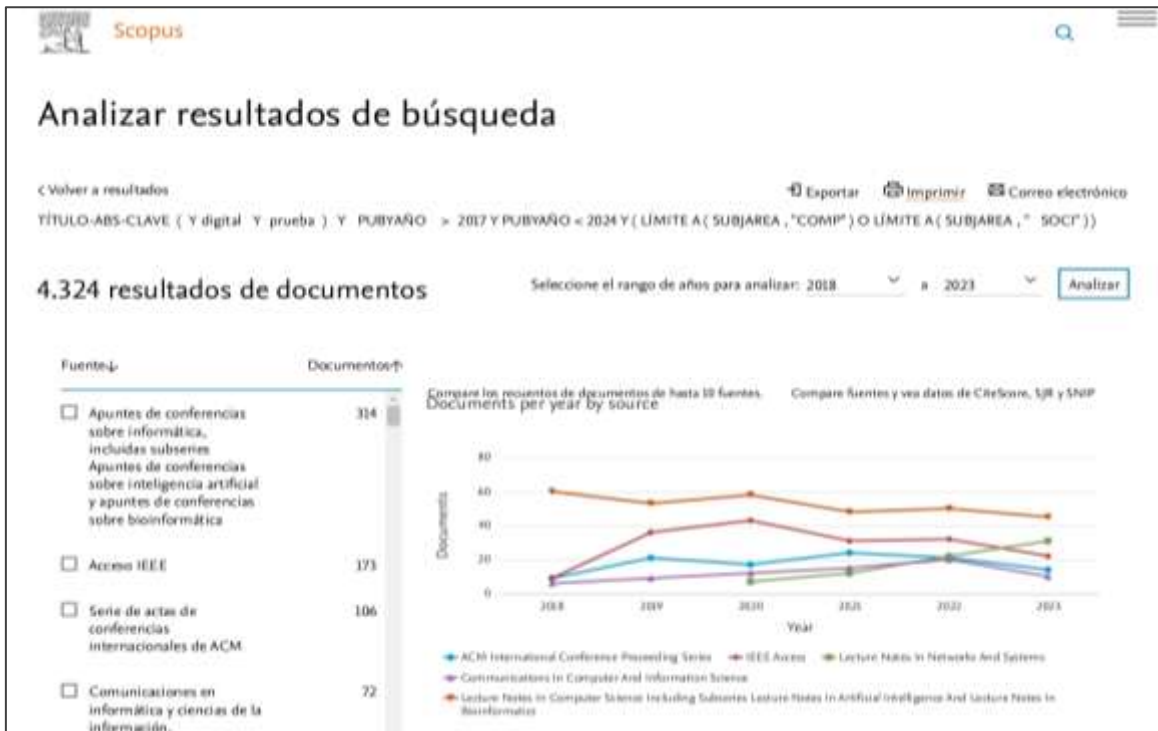 Scopus
Analizar resultados de búsqueda
< Volver a resultados
Exportar Imprimir Correo electrónico
TÍTULO-ABS-CLAVE ( Y digital Y prueba ) Y PUBYAÑO > 2017 Y PUBYAÑO < 2024 Y ( LÍMITE A ( SUBJAREA , "COMP" ) O LÍMITE A ( SUBJAREA , " SOCI" ) )
4.324 resultados de documentos
Seleccione el rango de años para analizar: 2018 a 2023 Analizar
Fuente↓ Documentos↑
Compare los recuentos de documentos de hasta 10 fuentes. Compare fuentes y vea datos de CiteScore, SJR y SNIP
Documents per year by source
Apuntes de conferencias 314
sobre informática,
incluidas subseries
Apuntes de conferencias
sobre inteligencia artificial
y apuntes de conferencias
sobre bioinformática
Acceso IEEE 173
Serie de actas de 106
conferencias
internacionales de ACM
Comunicaciones en 72
informática y ciencias de la
información.
80
60
40
20
0
Documents
2018 2019 2020 2021 2022 2023
Year
ACM International Conference Proceeding Series IEEE Access Lecture Notes In Networks And Systems
Communications In Computer And Information Science
Lecture Notes In Computer Science Including Subseries Lecture Notes In Artificial Intelligence And Lecture Notes In
Bioinformatics